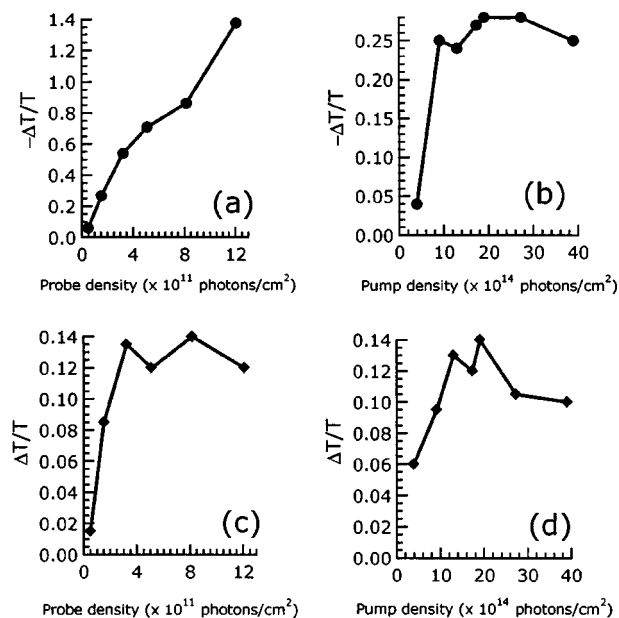 1.4
1.2
1.0
0.8
0.6
0.4
0.2
0.0
-ΔT/T
(a)
0 4 8 12
Probe density (x 10¹¹ photons/cm²)
0.25
0.20
0.15
0.10
0.05
0.00
-ΔT/T
(b)
0 10 20 30 40
Pump density (x 10¹⁴ photons/cm²)
0.14
0.12
0.10
0.08
0.06
0.04
0.02
0.00
ΔT/T
(c)
0 4 8 12
Probe density (x 10¹¹ photons/cm²)
0.14
0.12
0.10
0.08
0.06
0.04
0.02
0.00
ΔT/T
(d)
0 10 20 30 40
Pump density (x 10¹⁴ photons/cm²)